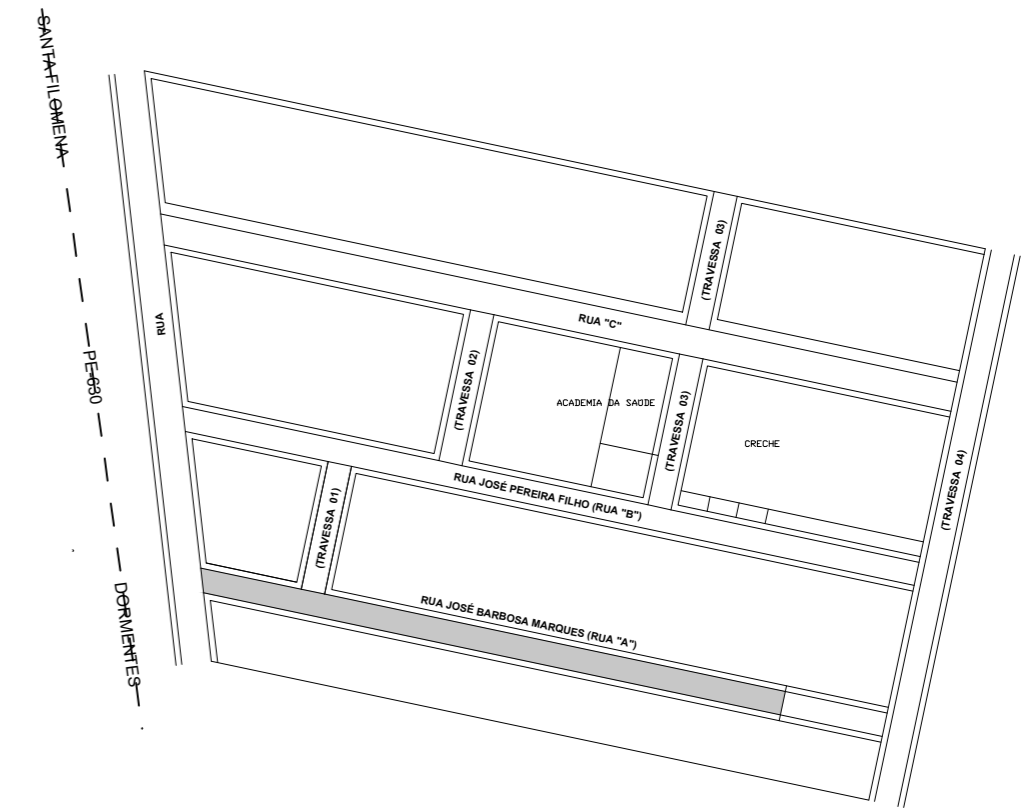 SANTA FILOMENA
(TRAVESSA 03)
RUA "C"
RUA
PE-630
(TRAVESSA 02)
ACADEMIA DA SAÚDE
(TRAVESSA 03)
CRECHE
RUA JOSÉ PEREIRA FILHO (RUA "B")
(TRAVESSA 04)
(TRAVESSA 01)
RUA JOSÉ BARBOSA MARQUES (RUA "A")
DORMENTES